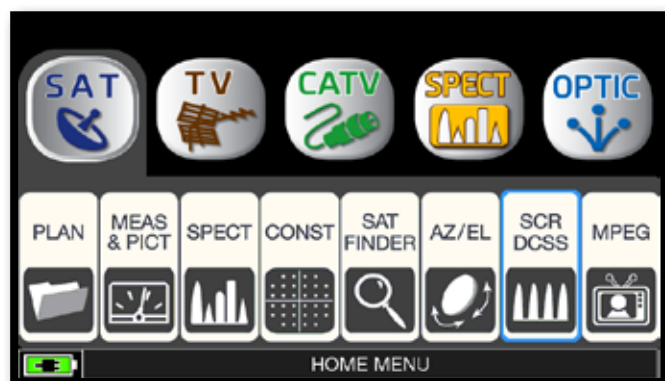 SAT
TV
CATV
SPECT
OPTIC
PLAN
MEAS
& PICT
SPECT
CONST
SAT
FINDER
AZ/EL
SCR
DCSS
MPEG
HOME MENU